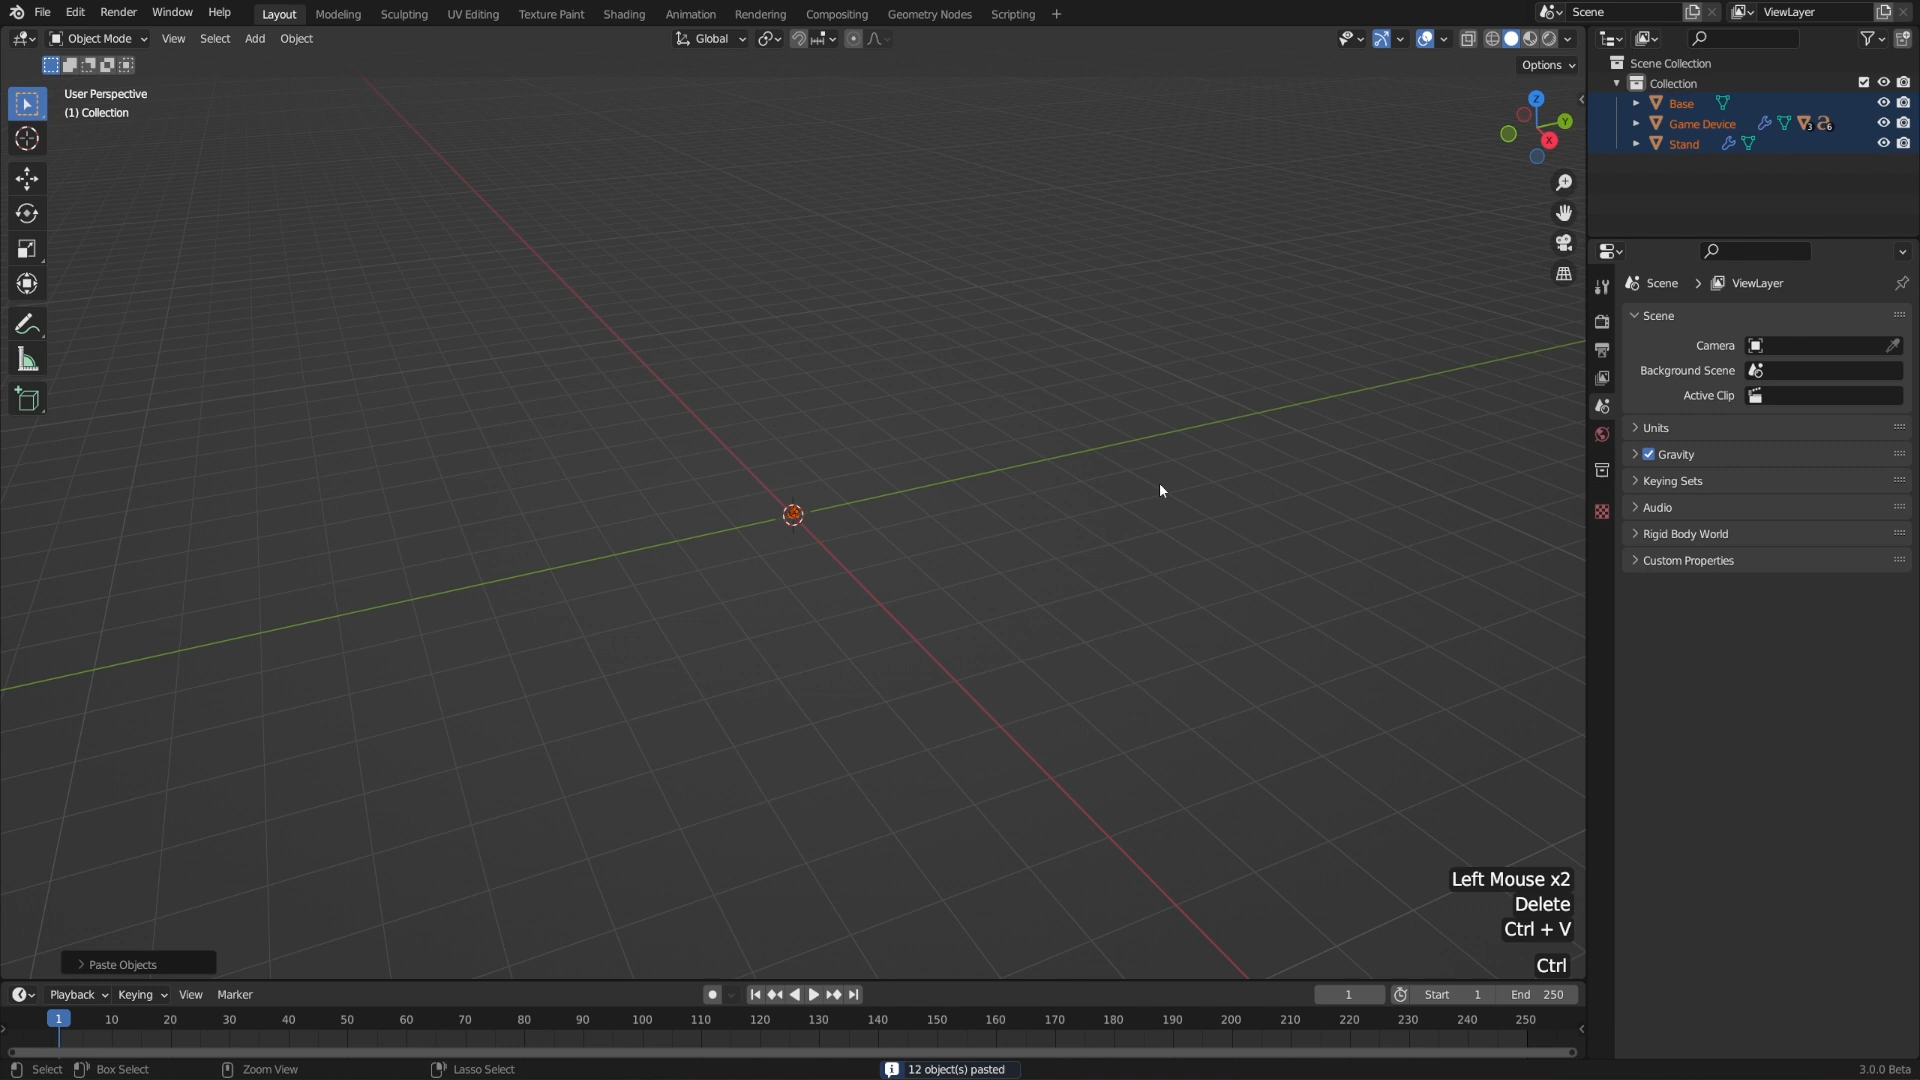 File Edit Render Window Help Layout Modeling Sculpting UV Editing Texture Paint Shading Animation Rendering Compositing Geometry Nodes Scripting + Scene ViewLayer
Object Mode View Select Add Object Global
Options
User Perspective
(1) Collection
Z
Y
X
Scene Collection
Collection
Base
Game Device 3 6
Stand
Scene > ViewLayer
Scene
Camera
Background Scene
Active Clip
Units
Gravity
Keying Sets
Audio
Rigid Body World
Custom Properties
Left Mouse x2
Delete
Ctrl + V
Ctrl
Paste Objects
Playback Keying View Marker 1 Start 1 End 250
1 10 20 30 40 50 60 70 80 90 100 110 120 130 140 150 160 170 180 190 200 210 220 230 240 250
Select Box Select Zoom View Lasso Select 12 object(s) pasted 3.0.0 Beta